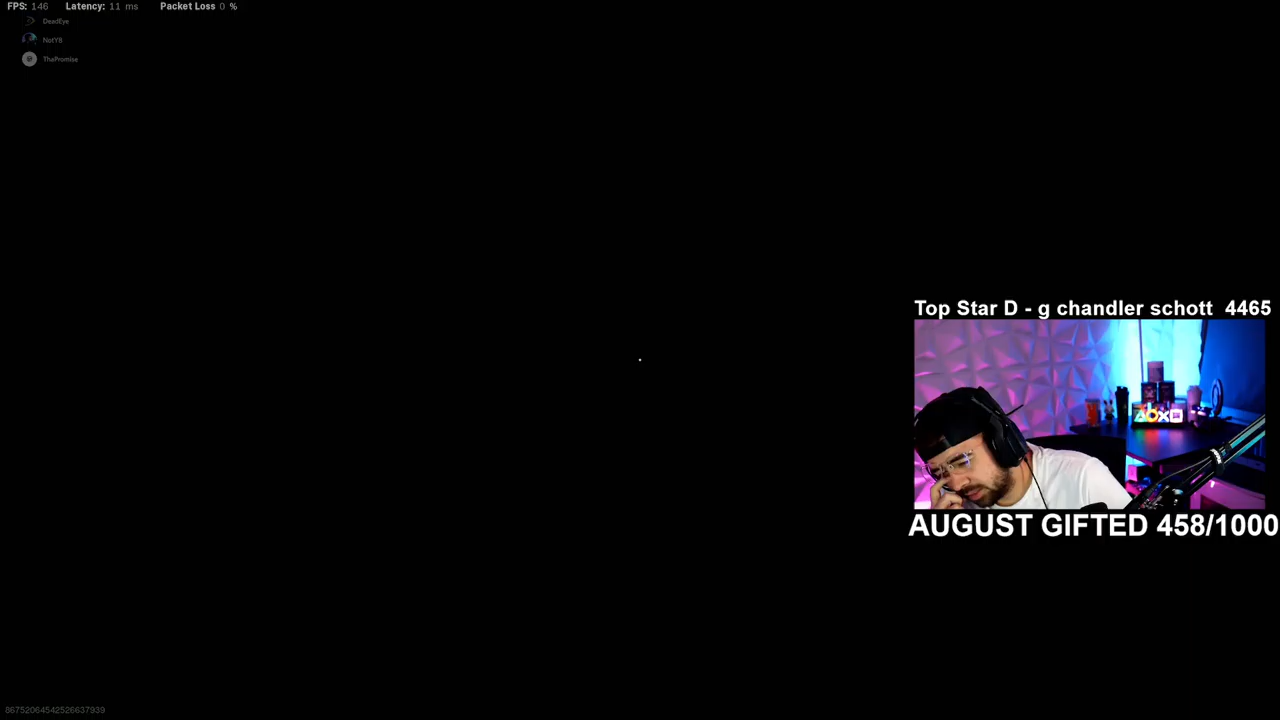 FPS: 146 Latency: 11 ms Packet Loss 0 %
DeadEye
NotYB
ThePromise
Top Star D - g chandler schott 4465
AUGUST GIFTED 458/1000
86752064542526637939